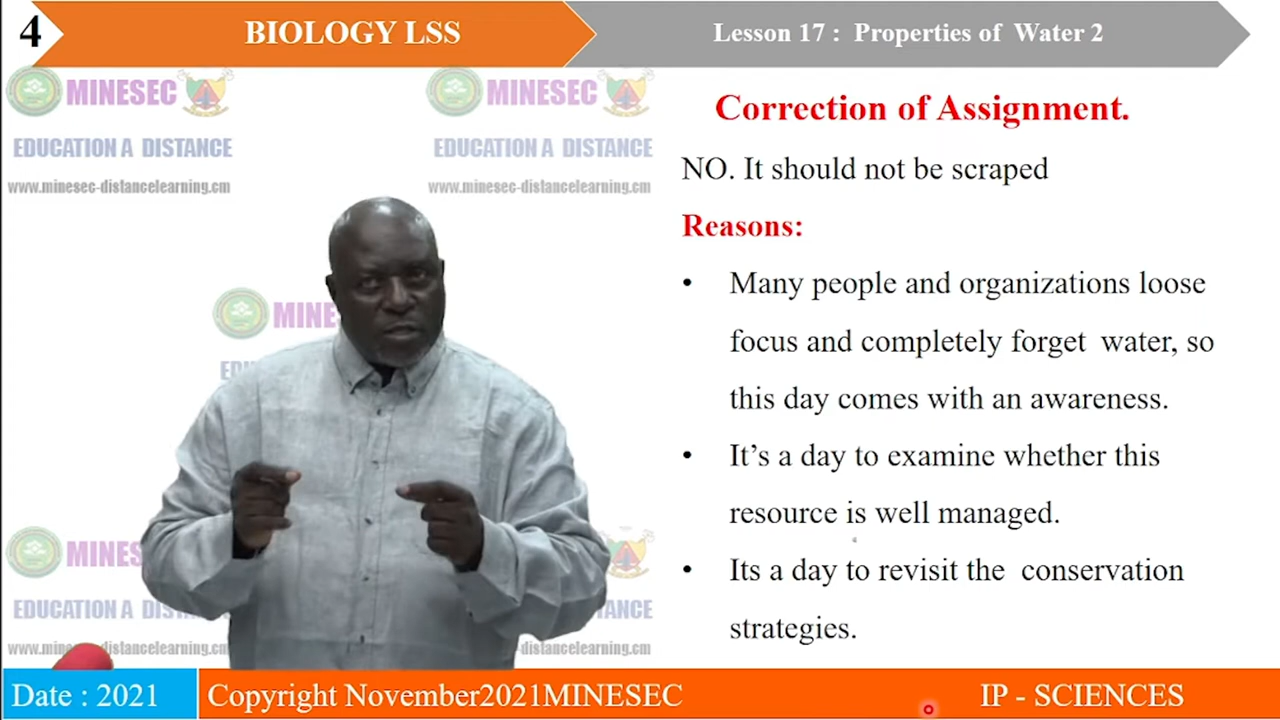 4
BIOLOGY LSS
Lesson 17 : Properties of Water 2
MINESEC
EDUCATION A DISTANCE
www.minesec-distancelearning.cm
MINESEC
EDUCATION A DISTANCE
www.minesec-distancelearning.cm
Correction of Assignment.
NO. It should not be scraped
Reasons:
• Many people and organizations loose
focus and completely forget water, so
this day comes with an awareness.
• It’s a day to examine whether this
resource is well managed.
• Its a day to revisit the conservation
strategies.
Date : 2021
Copyright November2021MINESEC
IP - SCIENCES